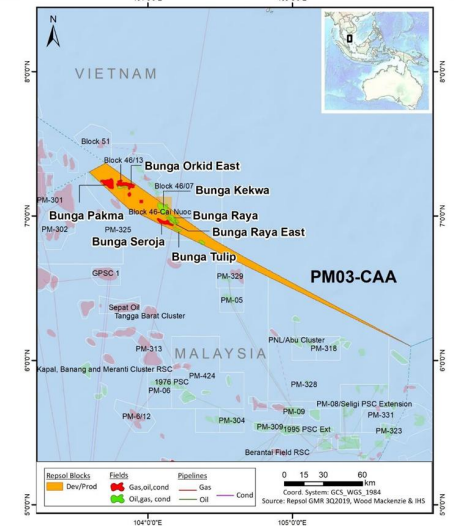 N
8°0'0"N
VIETNAM
Block 51
Block 46/13
Bunga Orkid East
Block 46/07
Bunga Kekwa
PM-301
7°0'0"N
Bunga Pakma
Block 46-Cai Nuoc
Bunga Raya
PM-302
PM-325
Bunga Raya East
Bunga Seroja
Bunga Tulip
GPSC 1
PM-329
PM03-CAA
PM-05
Sepat Oil
Tangga Barat Cluster
PM-313
MALAYSIA
PNL/Abu Cluster
PM-318
6°0'0"N
Kapal, Banang and Meranti Cluster RSC
PM-424
1976 PSC
PM-06
PM-328
PM-08/Seligi PSC Extension
PM-6/12
PM-304
PM-09
PM-331
PM-309
1995 PSC Ext
PM-323
Berantai Field RSC
Repsol Blocks
Dev/Prod
Fields
Gas,oil,cond
Oil,gas, cond
Pipelines
Gas
Oil
Cond
0 15 30 60
km
Coord. System: GCS_WGS_1984
Source: Repsol GMR 3Q2019, Wood Mackenzie & IHS
5°0'0"N
104°0'E
105°0'E